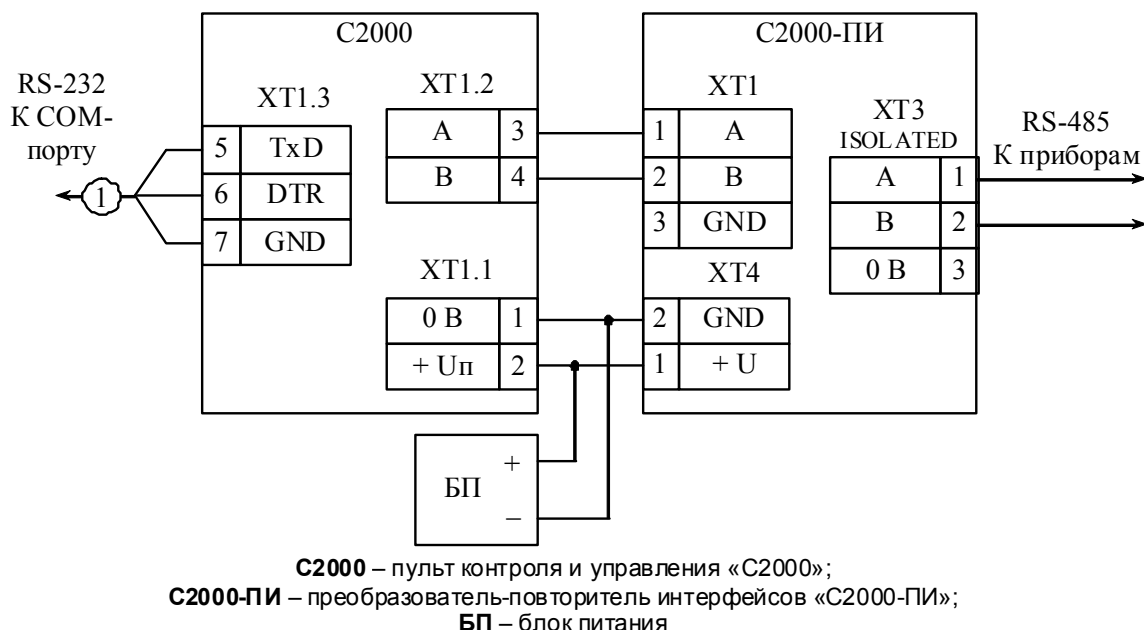 С2000
С2000-ПИ
RS-232
К COM-
порту
XT1.3
5 TxD
6 DTR
7 GND
1
XT1.2
A 3
B 4
XT1.1
0 В 1
+ Uп 2
XT1
1 A
2 B
3 GND
XT4
2 GND
1 + U
XT3
ISOLATED
A 1
B 2
0 В 3
RS-485
К приборам
БП
+
–
С2000 – пульт контроля и управления «С2000»;
С2000-ПИ – преобразователь-повторитель интерфейсов «С2000-ПИ»;
БП – блок питания